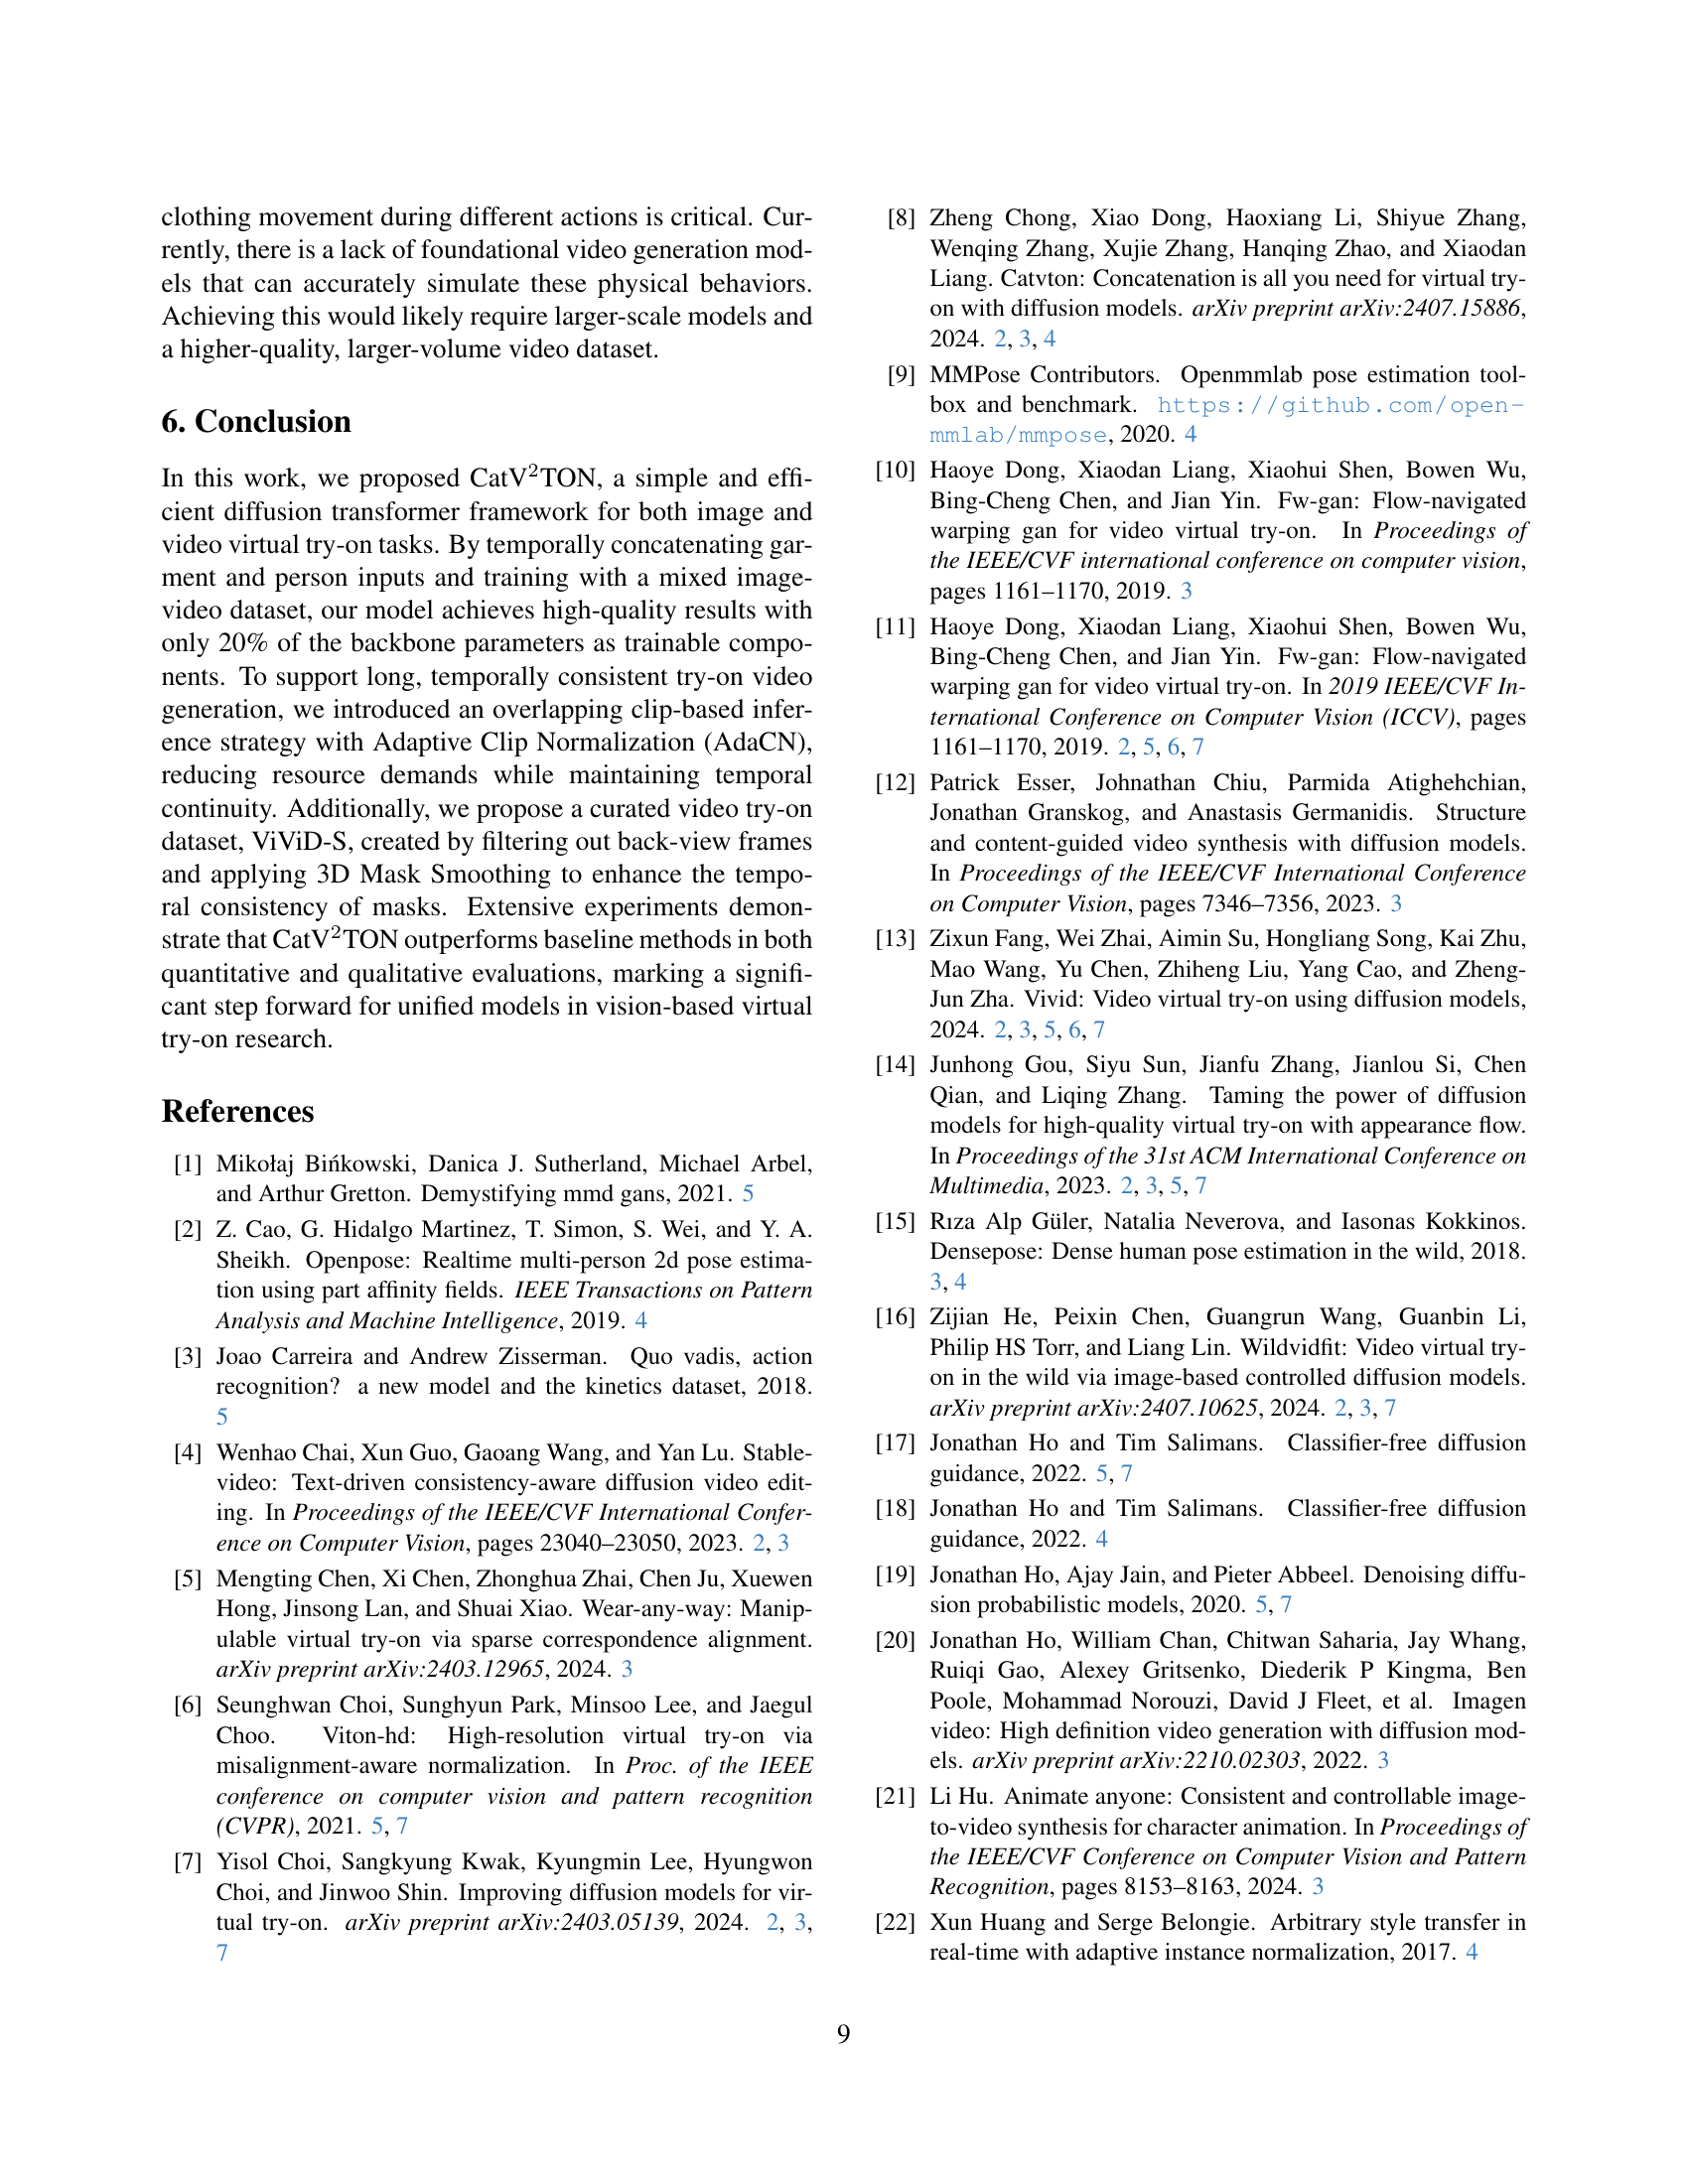 clothing movement during different actions is critical. Cur-
rently, there is a lack of foundational video generation mod-
els that can accurately simulate these physical behaviors.
Achieving this would likely require larger-scale models and
a higher-quality, larger-volume video dataset.
6. Conclusion
In this work, we proposed CatV²TON, a simple and effi-
cient diffusion transformer framework for both image and
video virtual try-on tasks. By temporally concatenating gar-
ment and person inputs and training with a mixed image-
video dataset, our model achieves high-quality results with
only 20% of the backbone parameters as trainable compo-
nents. To support long, temporally consistent try-on video
generation, we introduced an overlapping clip-based infer-
ence strategy with Adaptive Clip Normalization (AdaCN),
reducing resource demands while maintaining temporal
continuity. Additionally, we propose a curated video try-on
dataset, ViViD-S, created by filtering out back-view frames
and applying 3D Mask Smoothing to enhance the tempo-
ral consistency of masks. Extensive experiments demon-
strate that CatV²TON outperforms baseline methods in both
quantitative and qualitative evaluations, marking a signifi-
cant step forward for unified models in vision-based virtual
try-on research.
References
[1] Mikołaj Bińkowski, Danica J. Sutherland, Michael Arbel,
and Arthur Gretton. Demystifying mmd gans, 2021. 5
[2] Z. Cao, G. Hidalgo Martinez, T. Simon, S. Wei, and Y. A.
Sheikh. Openpose: Realtime multi-person 2d pose estima-
tion using part affinity fields. IEEE Transactions on Pattern
Analysis and Machine Intelligence, 2019. 4
[3] Joao Carreira and Andrew Zisserman. Quo vadis, action
recognition? a new model and the kinetics dataset, 2018.
5
[4] Wenhao Chai, Xun Guo, Gaoang Wang, and Yan Lu. Stable-
video: Text-driven consistency-aware diffusion video edit-
ing. In Proceedings of the IEEE/CVF International Confer-
ence on Computer Vision, pages 23040–23050, 2023. 2, 3
[5] Mengting Chen, Xi Chen, Zhonghua Zhai, Chen Ju, Xuewen
Hong, Jinsong Lan, and Shuai Xiao. Wear-any-way: Manip-
ulable virtual try-on via sparse correspondence alignment.
arXiv preprint arXiv:2403.12965, 2024. 3
[6] Seunghwan Choi, Sunghyun Park, Minsoo Lee, and Jaegul
Choo. Viton-hd: High-resolution virtual try-on via
misalignment-aware normalization. In Proc. of the IEEE
conference on computer vision and pattern recognition
(CVPR), 2021. 5, 7
[7] Yisol Choi, Sangkyung Kwak, Kyungmin Lee, Hyungwon
Choi, and Jinwoo Shin. Improving diffusion models for vir-
tual try-on. arXiv preprint arXiv:2403.05139, 2024. 2, 3,
7
[8] Zheng Chong, Xiao Dong, Haoxiang Li, Shiyue Zhang,
Wenqing Zhang, Xujie Zhang, Hanqing Zhao, and Xiaodan
Liang. Catvton: Concatenation is all you need for virtual try-
on with diffusion models. arXiv preprint arXiv:2407.15886,
2024. 2, 3, 4
[9] MMPose Contributors. Openmmlab pose estimation tool-
box and benchmark. https://github.com/open-
mmlab/mmpose, 2020. 4
[10] Haoye Dong, Xiaodan Liang, Xiaohui Shen, Bowen Wu,
Bing-Cheng Chen, and Jian Yin. Fw-gan: Flow-navigated
warping gan for video virtual try-on. In Proceedings of
the IEEE/CVF international conference on computer vision,
pages 1161–1170, 2019. 3
[11] Haoye Dong, Xiaodan Liang, Xiaohui Shen, Bowen Wu,
Bing-Cheng Chen, and Jian Yin. Fw-gan: Flow-navigated
warping gan for video virtual try-on. In 2019 IEEE/CVF In-
ternational Conference on Computer Vision (ICCV), pages
1161–1170, 2019. 2, 5, 6, 7
[12] Patrick Esser, Johnathan Chiu, Parmida Atighehchian,
Jonathan Granskog, and Anastasis Germanidis. Structure
and content-guided video synthesis with diffusion models.
In Proceedings of the IEEE/CVF International Conference
on Computer Vision, pages 7346–7356, 2023. 3
[13] Zixun Fang, Wei Zhai, Aimin Su, Hongliang Song, Kai Zhu,
Mao Wang, Yu Chen, Zhiheng Liu, Yang Cao, and Zheng-
Jun Zha. Vivid: Video virtual try-on using diffusion models,
2024. 2, 3, 5, 6, 7
[14] Junhong Gou, Siyu Sun, Jianfu Zhang, Jianlou Si, Chen
Qian, and Liqing Zhang. Taming the power of diffusion
models for high-quality virtual try-on with appearance flow.
In Proceedings of the 31st ACM International Conference on
Multimedia, 2023. 2, 3, 5, 7
[15] Rıza Alp Güler, Natalia Neverova, and Iasonas Kokkinos.
Densepose: Dense human pose estimation in the wild, 2018.
3, 4
[16] Zijian He, Peixin Chen, Guangrun Wang, Guanbin Li,
Philip HS Torr, and Liang Lin. Wildvidfit: Video virtual try-
on in the wild via image-based controlled diffusion models.
arXiv preprint arXiv:2407.10625, 2024. 2, 3, 7
[17] Jonathan Ho and Tim Salimans. Classifier-free diffusion
guidance, 2022. 5, 7
[18] Jonathan Ho and Tim Salimans. Classifier-free diffusion
guidance, 2022. 4
[19] Jonathan Ho, Ajay Jain, and Pieter Abbeel. Denoising diffu-
sion probabilistic models, 2020. 5, 7
[20] Jonathan Ho, William Chan, Chitwan Saharia, Jay Whang,
Ruiqi Gao, Alexey Gritsenko, Diederik P Kingma, Ben
Poole, Mohammad Norouzi, David J Fleet, et al. Imagen
video: High definition video generation with diffusion mod-
els. arXiv preprint arXiv:2210.02303, 2022. 3
[21] Li Hu. Animate anyone: Consistent and controllable image-
to-video synthesis for character animation. In Proceedings of
the IEEE/CVF Conference on Computer Vision and Pattern
Recognition, pages 8153–8163, 2024. 3
[22] Xun Huang and Serge Belongie. Arbitrary style transfer in
real-time with adaptive instance normalization, 2017. 4
9